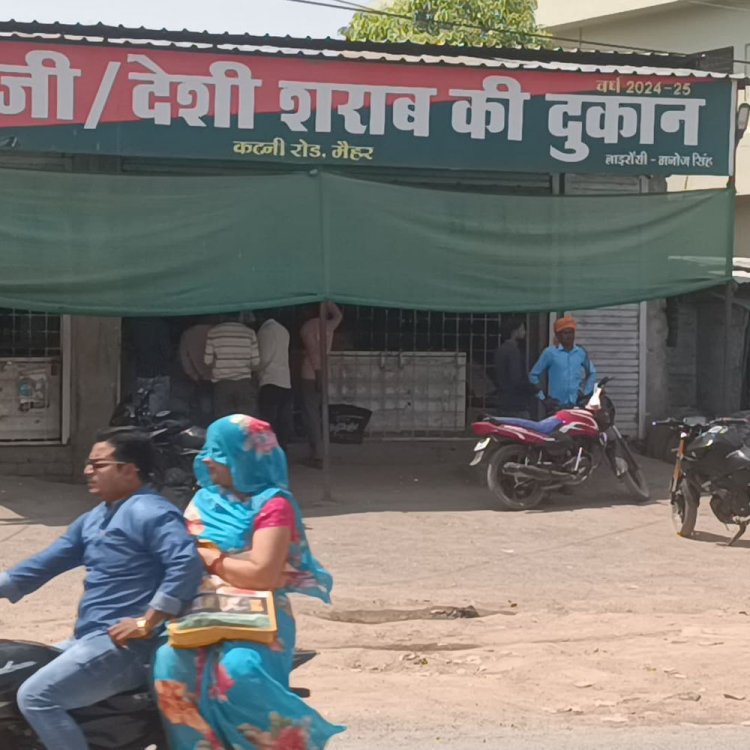 जी/देशी शराब की दुकान
वर्ष 2024-25
कटनी रोड, मैहर
लाइसेंसी - मनोज सिंह